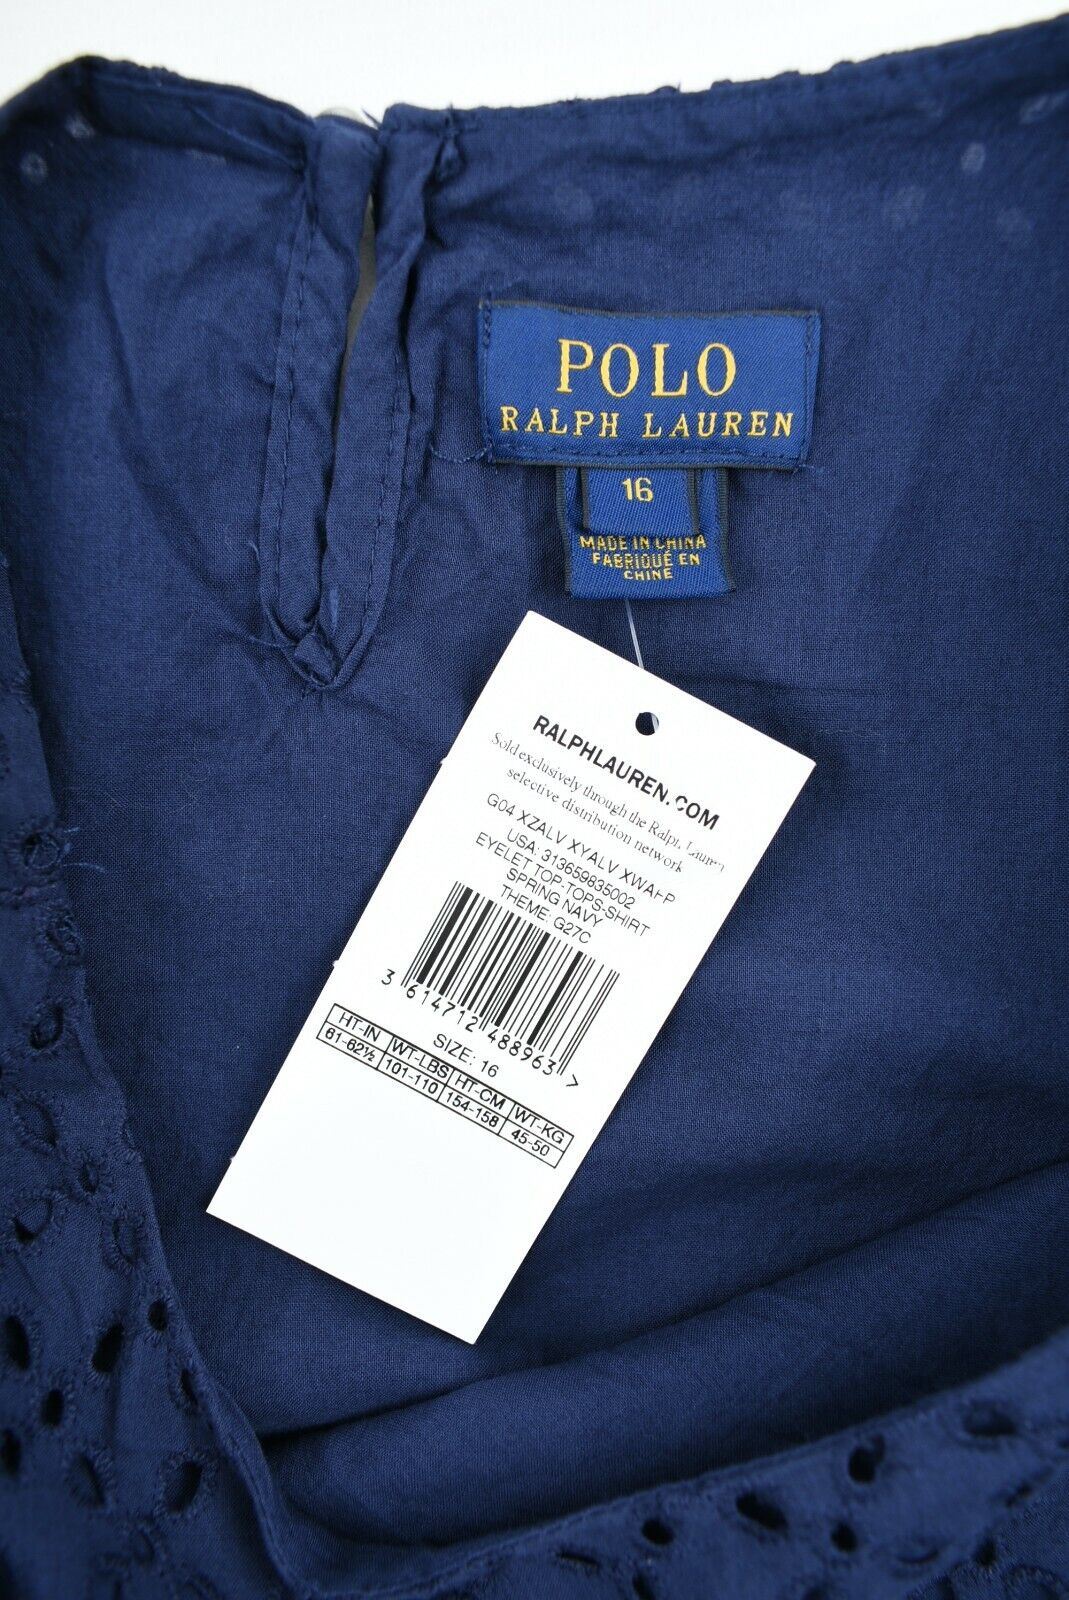 POLO
RALPH LAUREN
16
MADE IN CHINA
FABRIQUÉ EN
CHINE
RALPHLAUREN.COM
Sold exclusively through the Ralph Lauren
selective distribution network
G04 XZALV XYALV
USA: 313659835002
EYELET TOP-TOPS-SHIRT
SPRING NAVY
THEME: G27C
3 614712 488963 >
SIZE: 16
HT-IN WT-LBS HT-CM WT-KG
61-62½ 101-110 154-158 45-50